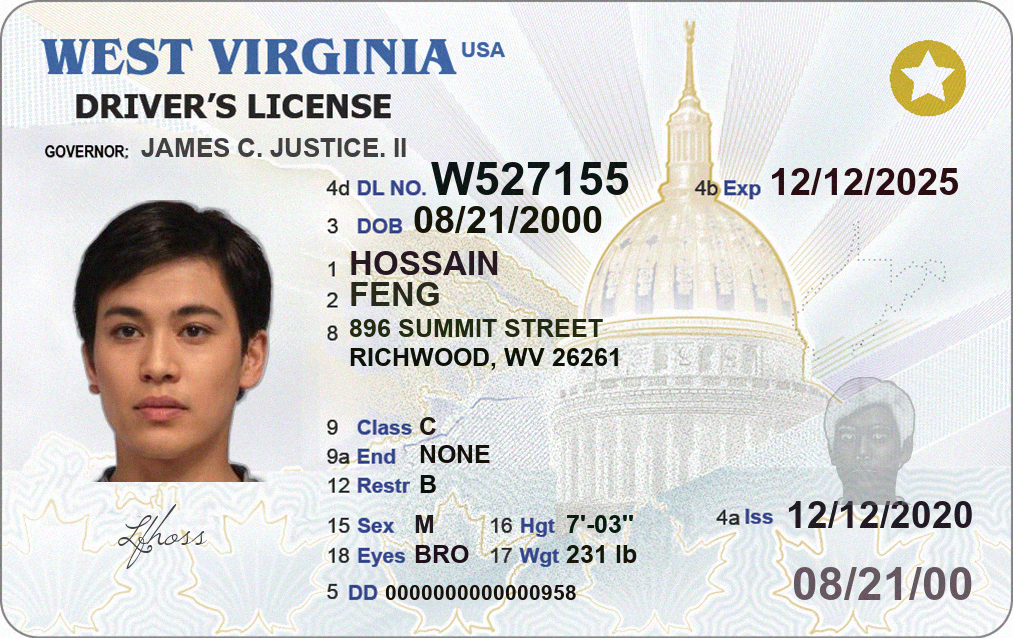 WEST VIRGINIA USA
DRIVER'S LICENSE
GOVERNOR: JAMES C. JUSTICE. II
4d DL NO. W527155 4b Exp 12/12/2025
3 DOB 08/21/2000
1 HOSSAIN
2 FENG
8 896 SUMMIT STREET
RICHWOOD, WV 26261
9 Class C
9a End NONE
12 Restr B
15 Sex M 16 Hgt 7'-03" 4a Iss 12/12/2020
18 Eyes BRO 17 Wgt 231 lb
5 DD 0000000000000958
08/21/00